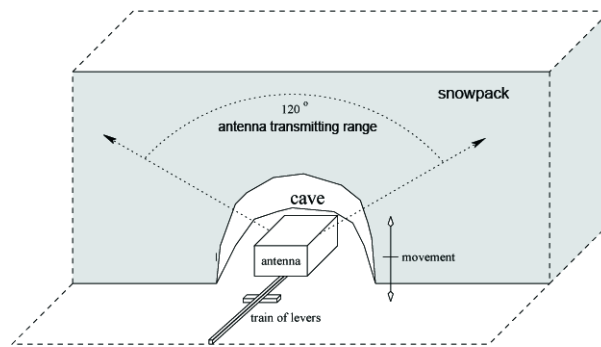 snowpack
120 °
antenna transmitting range
cave
antenna
movement
train of levers